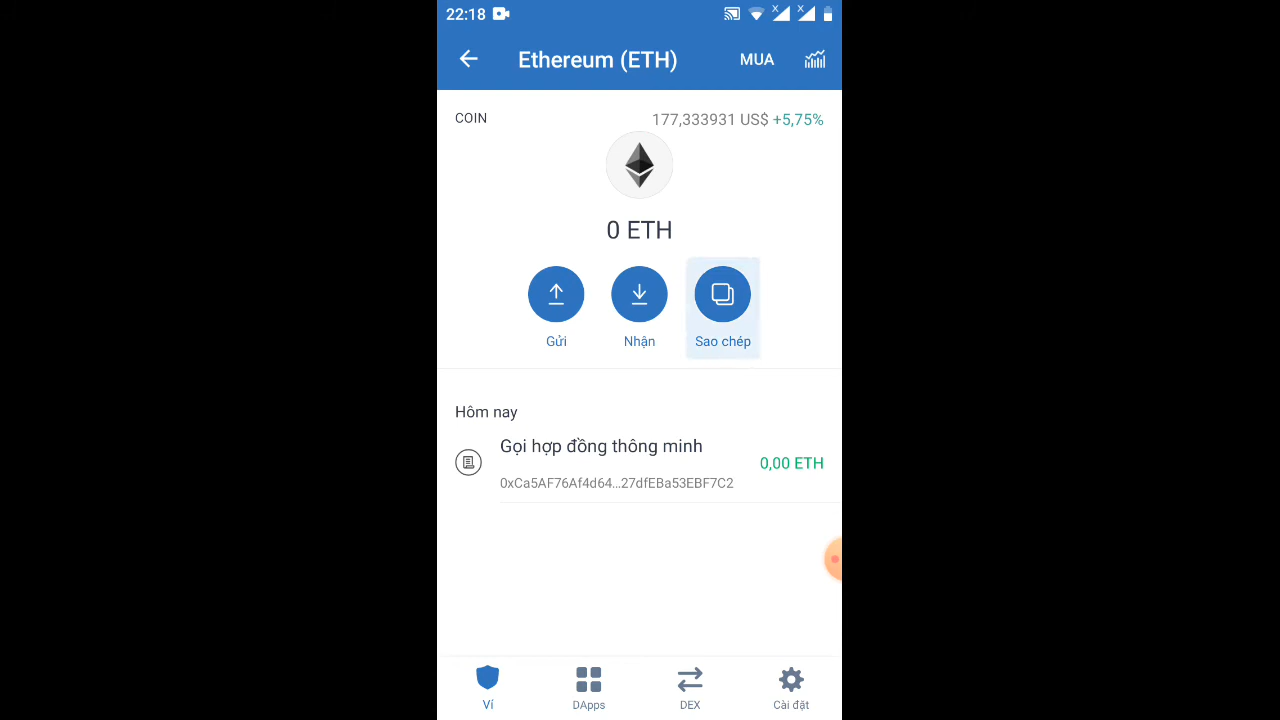 22:18
Ethereum (ETH)
MUA
COIN
177,333931 US$ +5,75%
0 ETH
Gửi
Nhận
Sao chép
Hôm nay
Gọi hợp đồng thông minh
0,00 ETH
0xCa5AF76Af4d64...27dfEBa53EBF7C2
Ví
DApps
DEX
Cài đặt